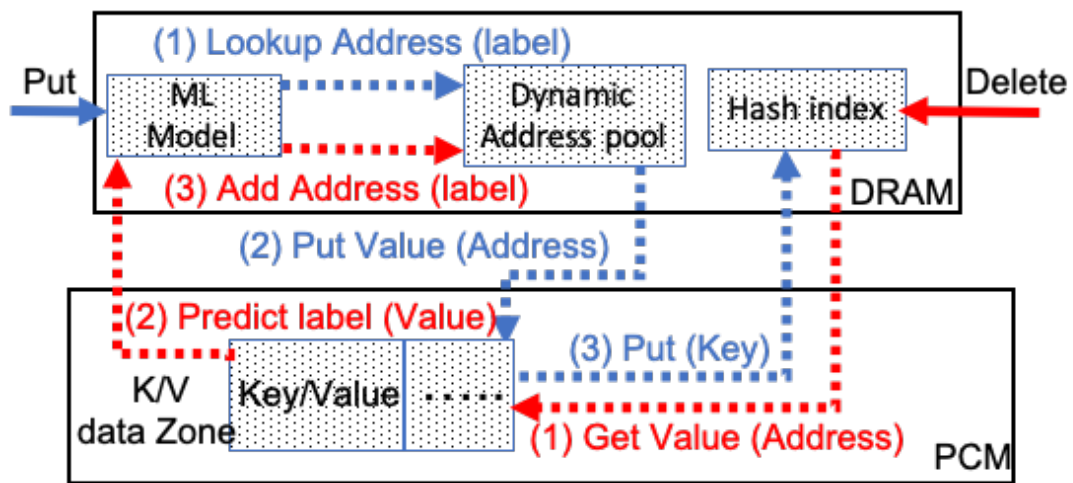 (1) Lookup Address (label)
Put
ML
Model
Dynamic
Address pool
Hash index
Delete
(3) Add Address (label)
DRAM
(2) Put Value (Address)
(2) Predict label (Value)
(3) Put (Key)
K/V
data Zone
Key/Value
.....
(1) Get Value (Address)
PCM